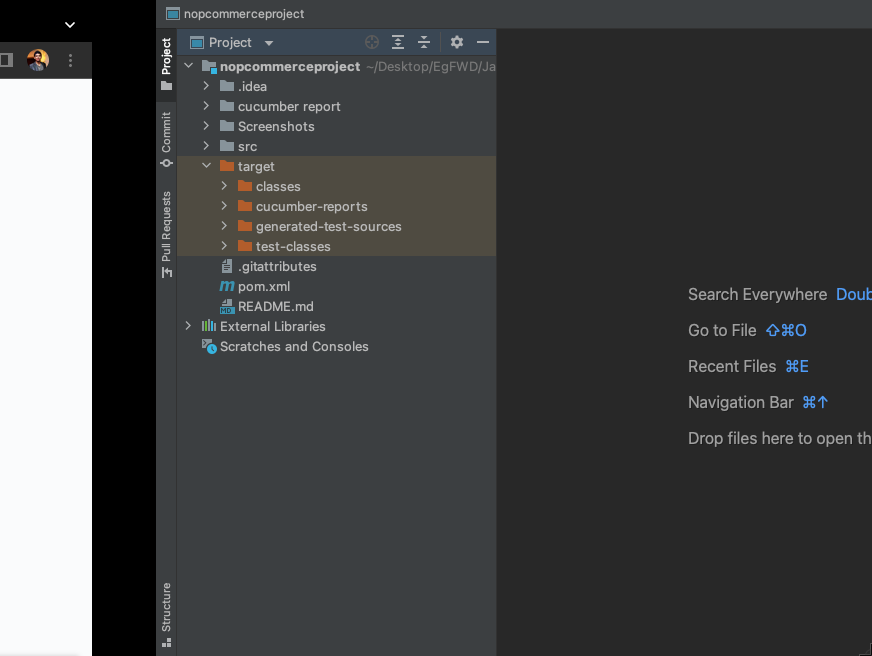 nopcommerceproject
Project
Project
nopcommerceproject ~/Desktop/EgFWD/Ja
.idea
cucumber report
Screenshots
src
target
classes
cucumber-reports
generated-test-sources
test-classes
.gitattributes
m pom.xml
MD README.md
External Libraries
Scratches and Consoles
Commit
Pull Requests
Structure
Search Everywhere Doub
Go to File ⇧⌘O
Recent Files ⌘E
Navigation Bar ⌘↑
Drop files here to open th